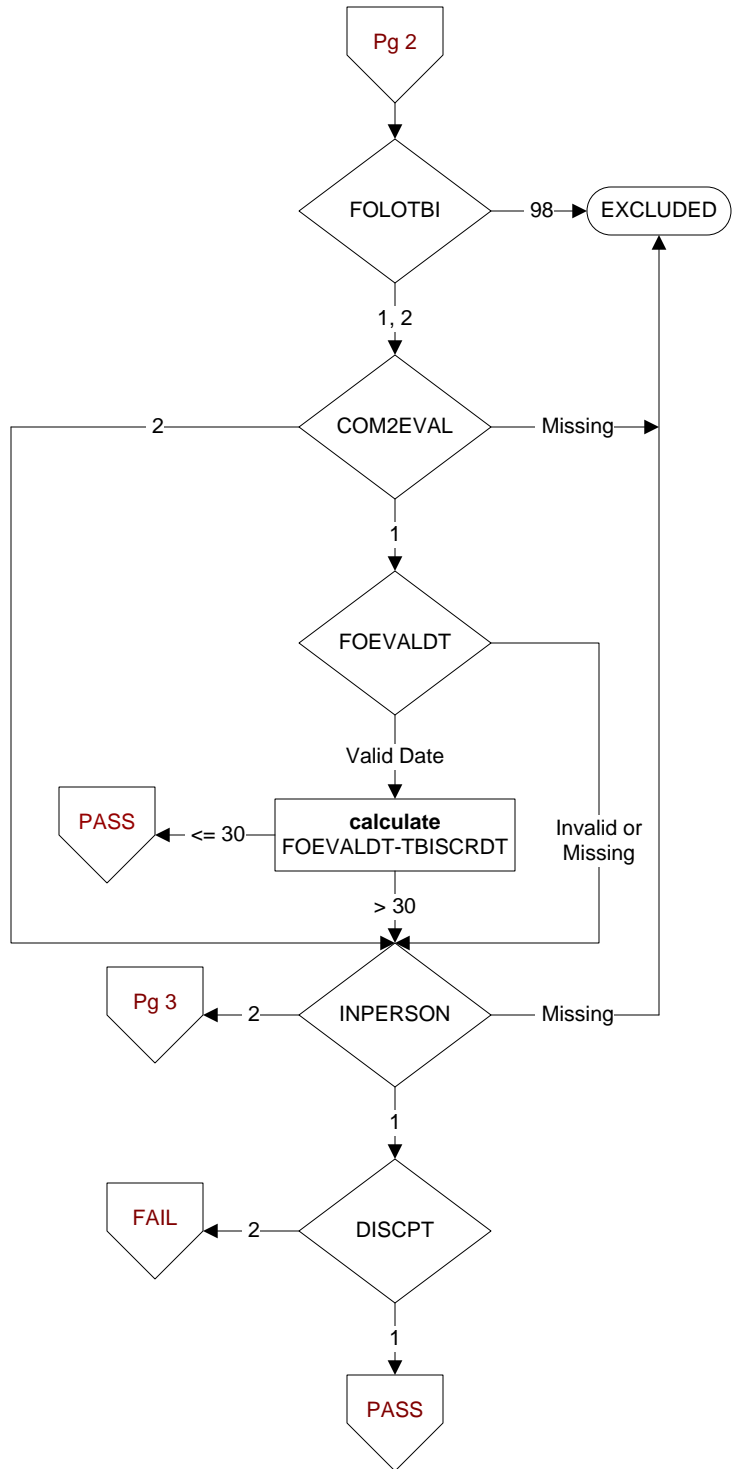 Pg 2
FOLOTBI
98
EXCLUDED
1, 2
2
COM2EVAL
Missing
1
FOEVALDT
Valid Date
PASS
<= 30
calculate
FOEVALDT-TBISCRDT
Invalid or
Missing
> 30
Pg 3
2
INPERSON
Missing
1
FAIL
2
DISCPT
1
PASS